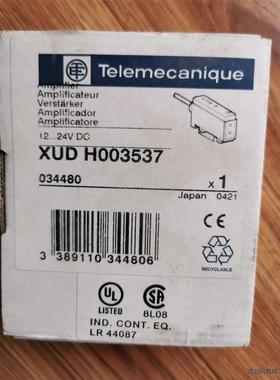 Telemecanique
Amplifier
Amplificateur
Verstärker
Amplificador
Amplificatore
12...24V DC
XUD H003537
034480
x 1
Japan 0421
3 389110 344806
RECYCLABLE
UL
LISTED
SA
8L08
IND. CONT. EQ.
LR 44087